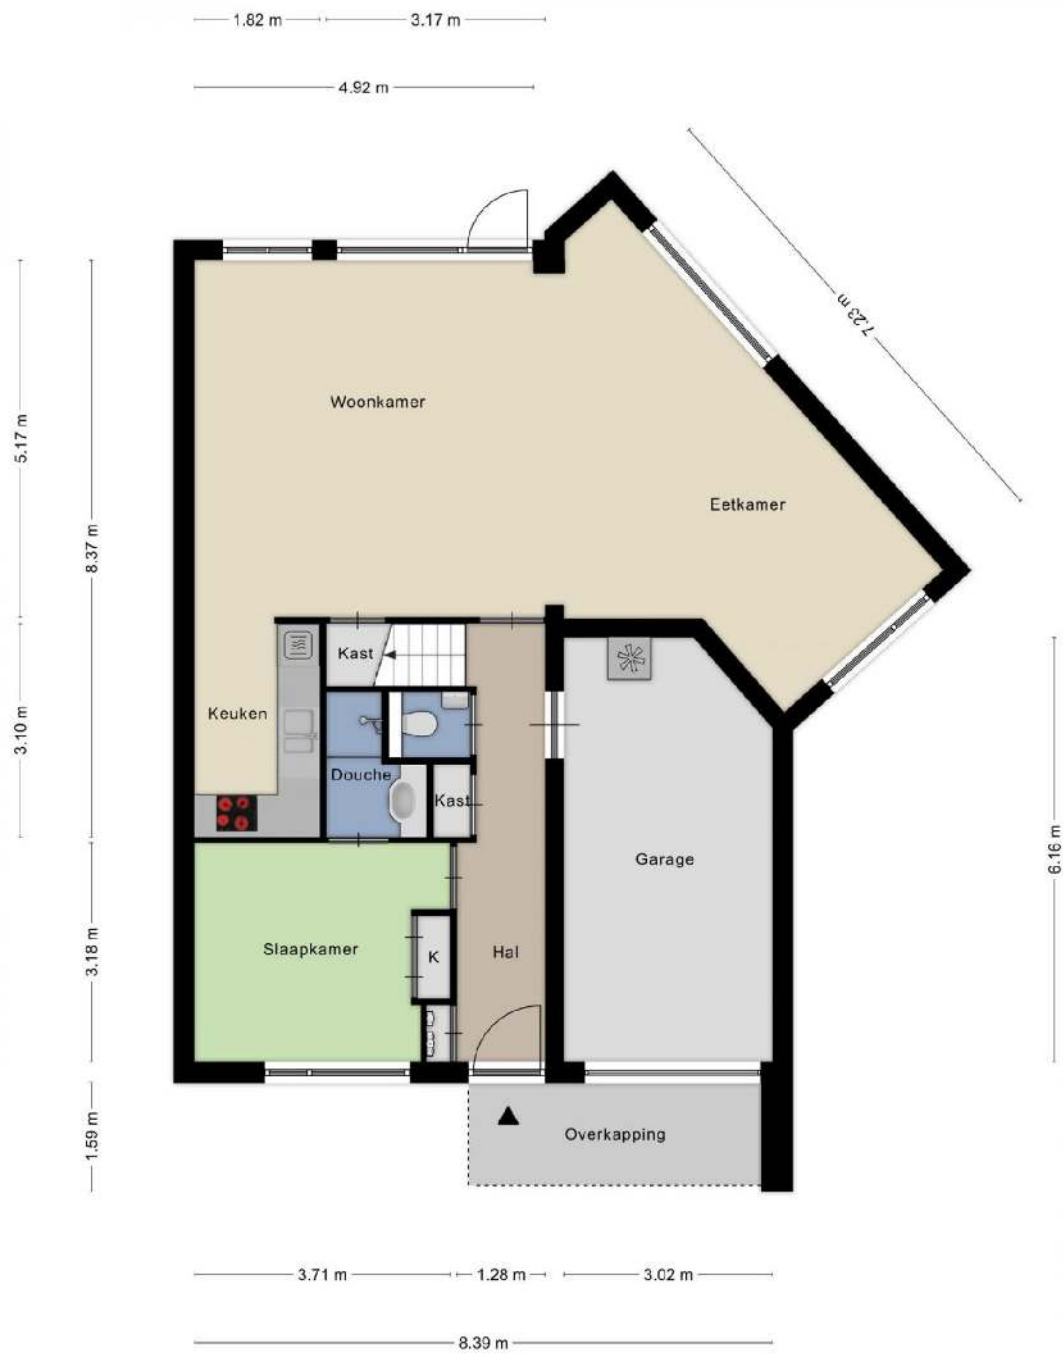 1.82 m
3.17 m
4.92 m
7.23 m
Woonkamer
5.17 m
Eetkamer
8.37 m
Kast
Keuken
3.10 m
Douche
Kast
Garage
6.16 m
Slaapkamer
K
Hal
3.18 m
1.59 m
Overkapping
3.71 m
1.28 m
3.02 m
8.39 m